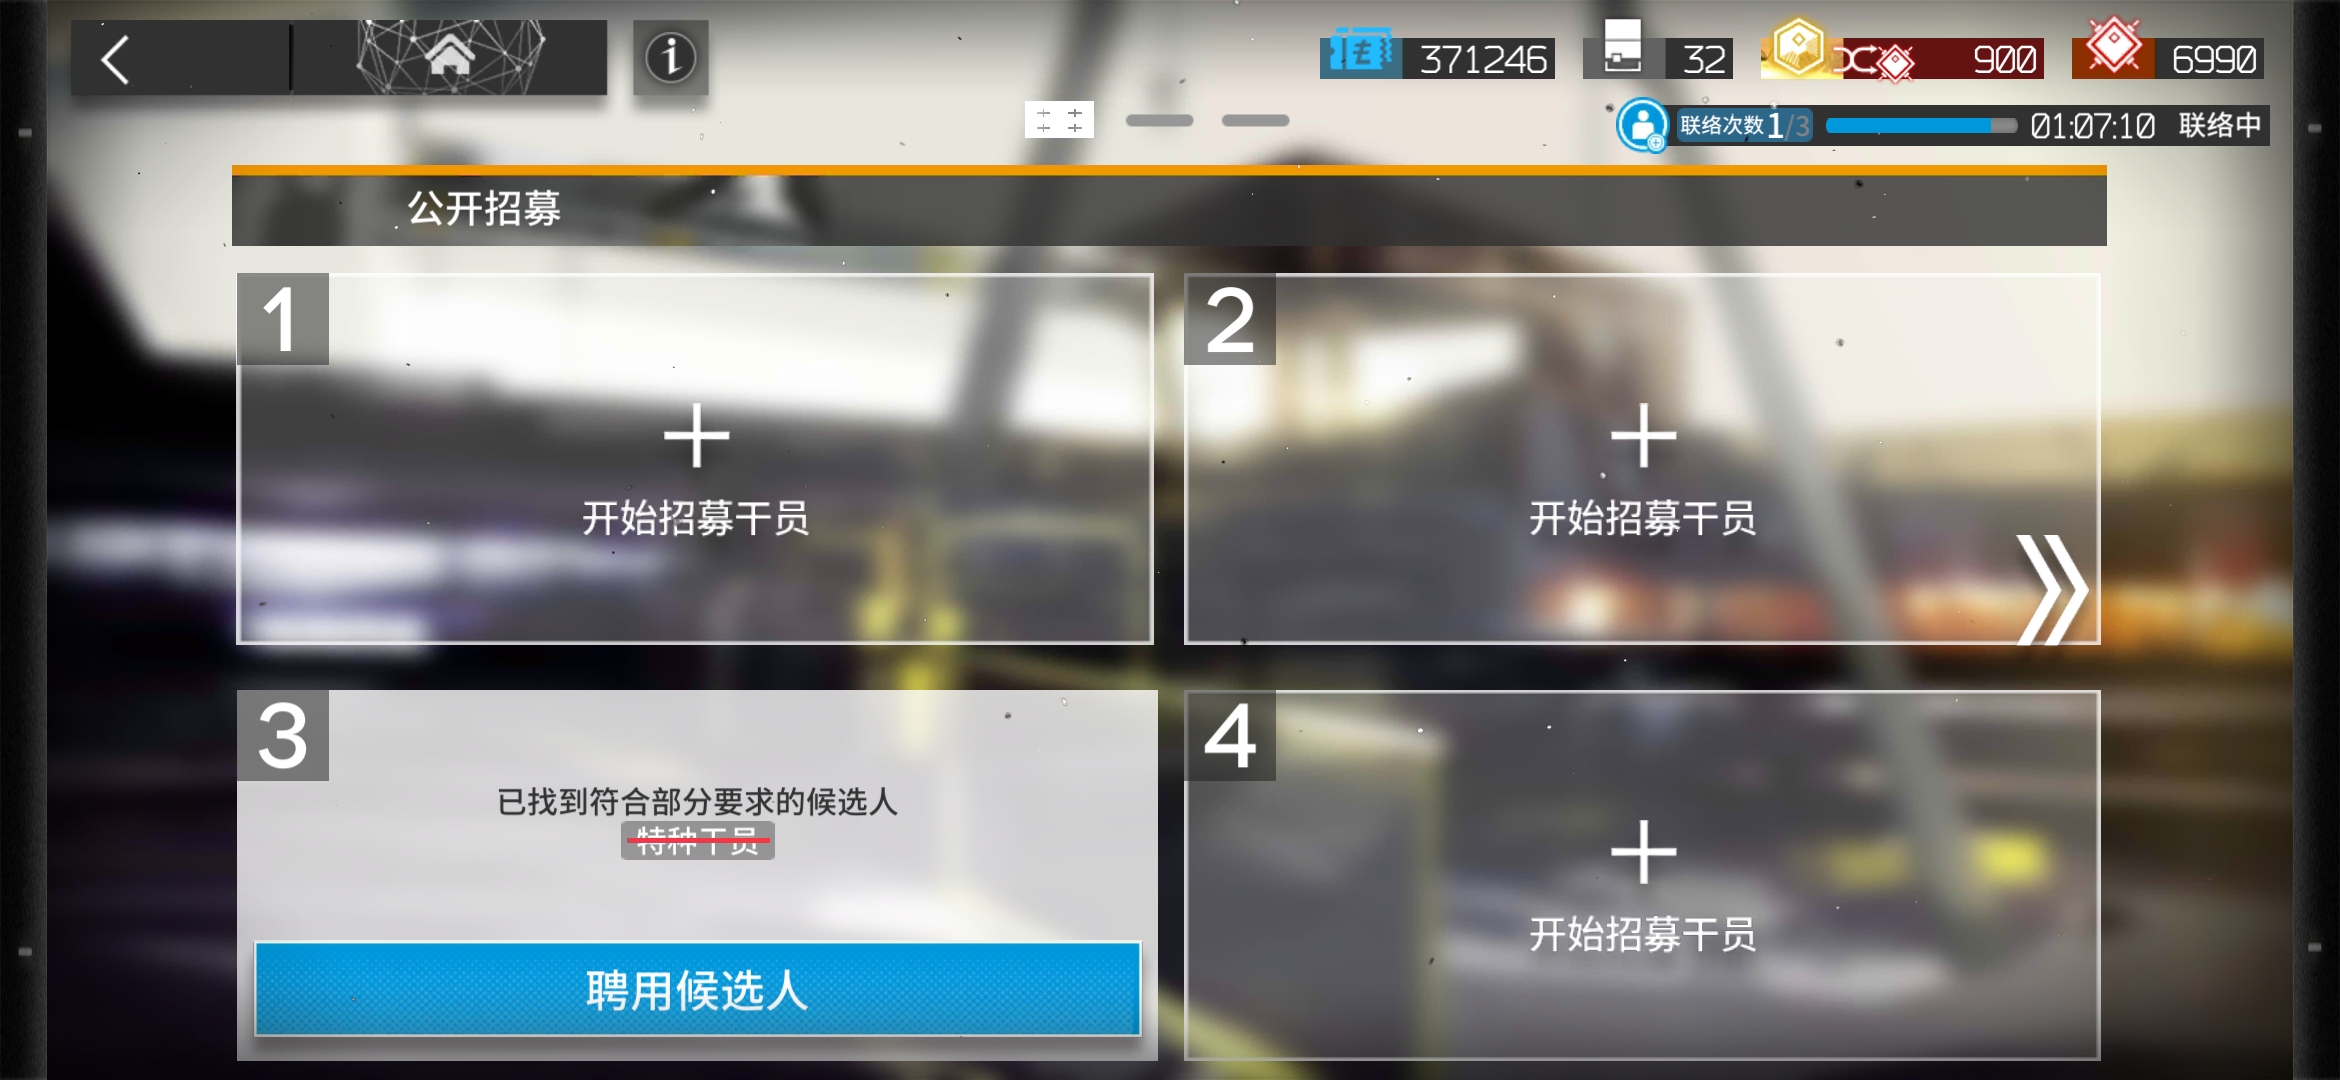 371246
32
900
6990
联络次数1/3
01:07:10 联络中
公开招募
1
开始招募干员
2
开始招募干员
3
已找到符合部分要求的候选人
特种干员
聘用候选人
4
开始招募干员